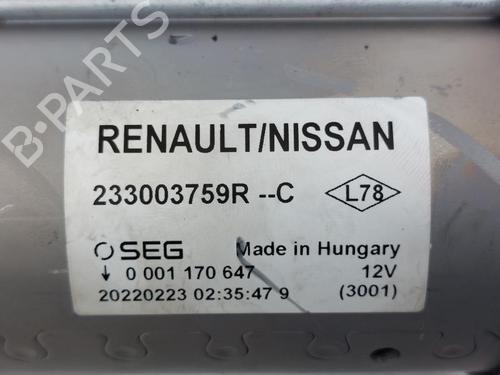 B-PARTS
RENAULT/NISSAN
233003759R --C L78
SEG Made in Hungary
↓ 0 001 170 647 12V
20220223 02:35:47 9 (3001)